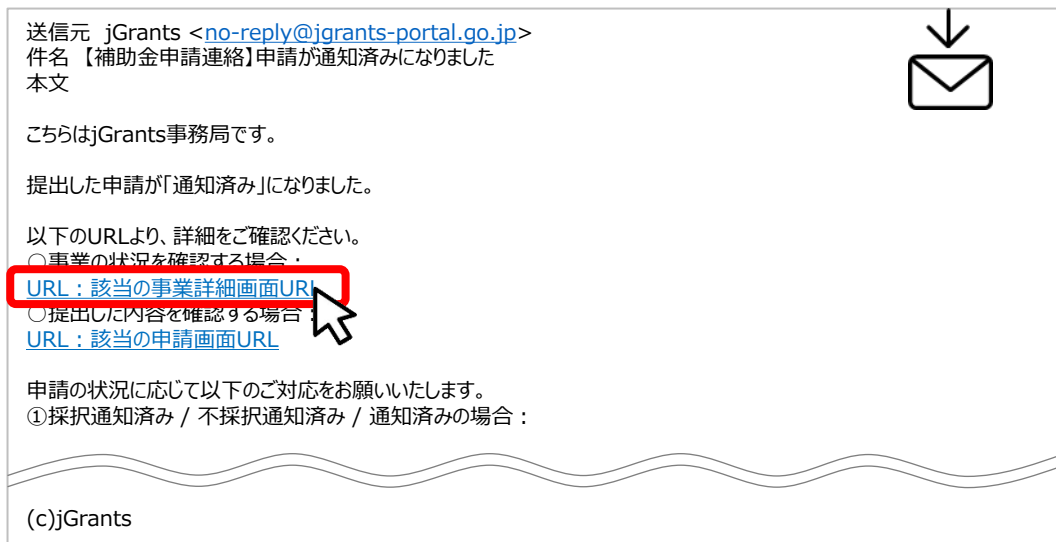 送信元 jGrants <no-reply@jgrants-portal.go.jp>
件名 【補助金申請連絡】申請が通知済みになりました
本文
こちらはjGrants事務局です。
提出した申請が「通知済み」になりました。
以下のURLより、詳細をご確認ください。
○事業の状況を確認する場合：
URL：該当の事業詳細画面URL
○提出した内容を確認する場合：
URL：該当の申請画面URL
申請の状況に応じて以下のご対応をお願いいたします。
①採択通知済み / 不採択通知済み / 通知済みの場合：
(c)jGrants